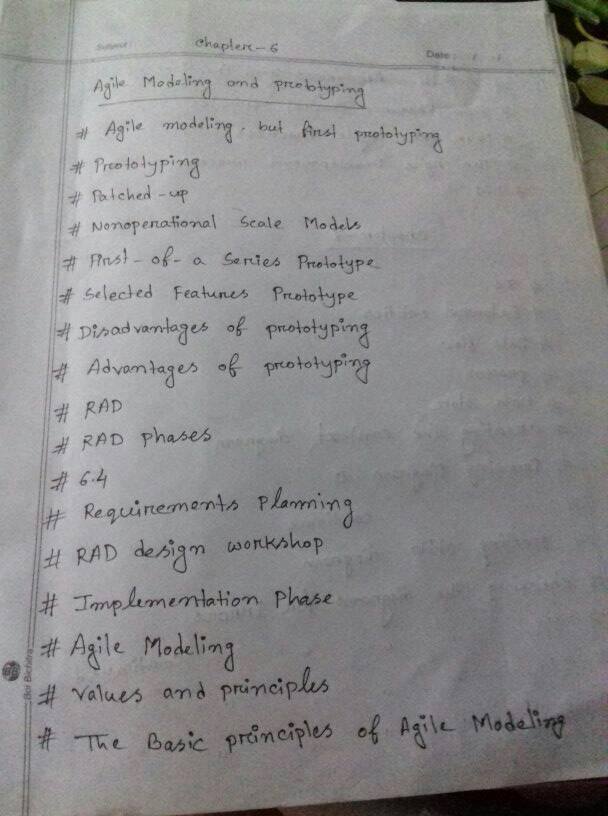 Subject :
Chapter-6
Date : / /
Agile Modeling and prototyping
# Agile modeling. but first prototyping
# Prototyping
# Patched-up
# Nonoperational Scale Models
# First-of-a Series Prototype
# Selected Features Prototype
# Disadvantages of prototyping
# Advantages of prototyping
# RAD
# RAD phases
# 6.4
# Requirements planning
# RAD design workshop
# Implementation Phase
# Agile Modeling
# values and principles
# The Basic principles of Agile Modeling